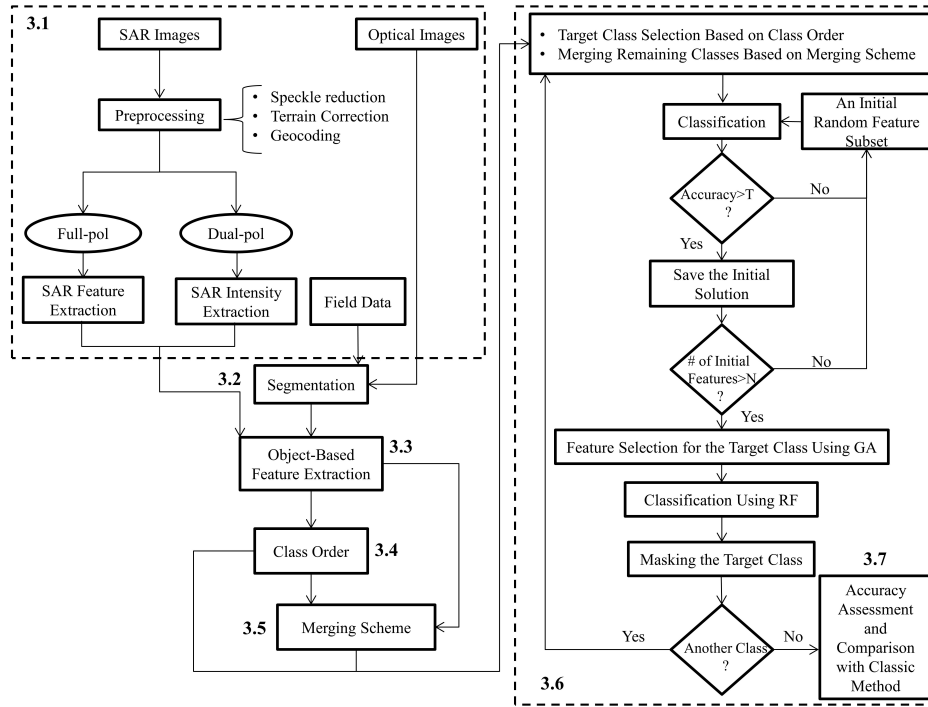 3.1
SAR Images
Optical Images
Preprocessing
• Speckle reduction
• Terrain Correction
• Geocoding
Full-pol
Dual-pol
SAR Feature
Extraction
SAR Intensity
Extraction
Field Data
3.2
Segmentation
Object-Based
Feature Extraction
3.3
Class Order
3.4
3.5
Merging Scheme
• Target Class Selection Based on Class Order
• Merging Remaining Classes Based on Merging Scheme
Classification
An Initial
Random Feature
Subset
Accuracy>T
?
No
Yes
Save the Initial
Solution
# of Initial
Features>N
?
No
Yes
Feature Selection for the Target Class Using GA
Classification Using RF
Masking the Target Class
3.7
Another Class
?
Yes
No
Accuracy
Assessment
and
Comparison
with Classic
Method
3.6